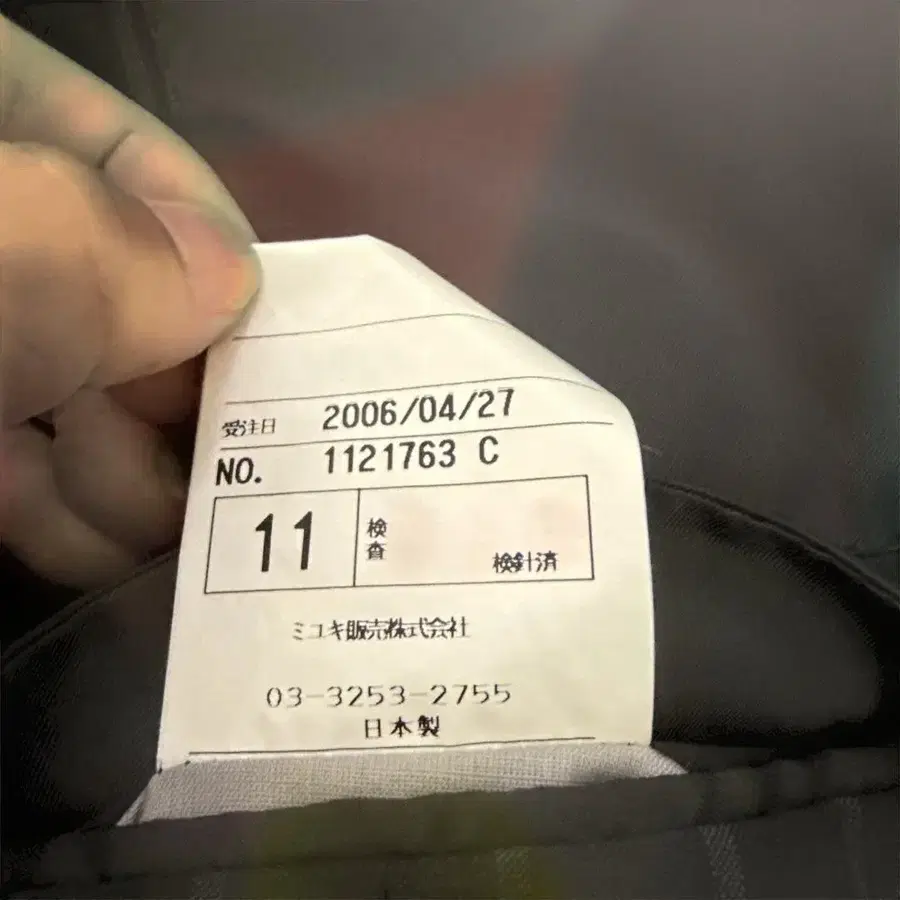 受注日 2006/04/27
NO. 1121763 C
11 検査 検針済
ミユキ販売株式会社
03-3253-2755
日本製